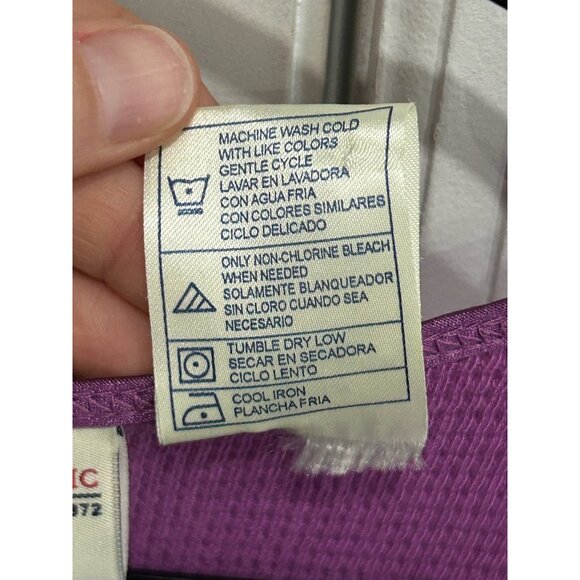 MACHINE WASH COLD
WITH LIKE COLORS
GENTLE CYCLE
LAVAR EN LAVADORA
CON AGUA FRIA
CON COLORES SIMILARES
CICLO DELICADO
ONLY NON-CHLORINE BLEACH
WHEN NEEDED
SOLAMENTE BLANQUEADOR
SIN CLORO CUANDO SEA
NECESARIO
TUMBLE DRY LOW
SECAR EN SECADORA
CICLO LENTO
COOL IRON
PLANCHA FRIA
IC
372